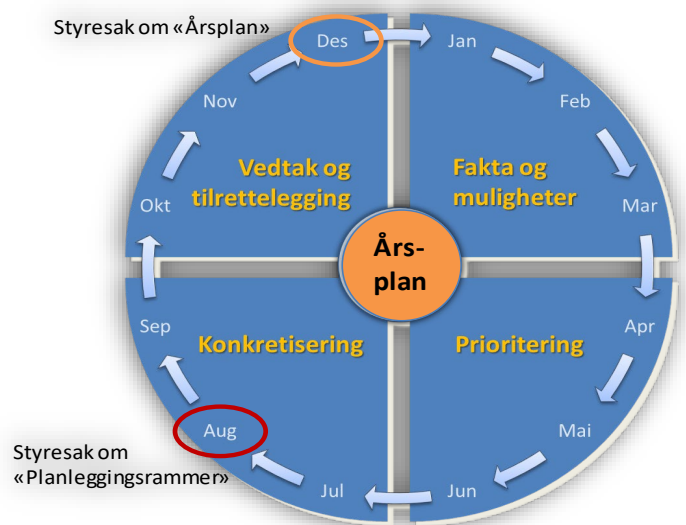 Styresak om «Årsplan»
Des
Jan
Nov
Feb
Vedtak og
tilrettelegging
Fakta og
muligheter
Okt
Mar
Års-
plan
Sep
Apr
Konkretisering
Prioritering
Aug
Mai
Styresak om
«Planleggingsrammer»
Jul
Jun